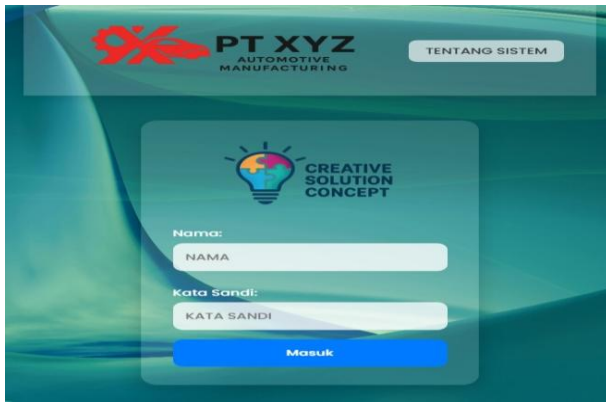 PT XYZ
AUTOMOTIVE
MANUFACTURING
TENTANG SISTEM
CREATIVE
SOLUTION
CONCEPT
Nama:
NAMA
Kata Sandi:
KATA SANDI
Masuk